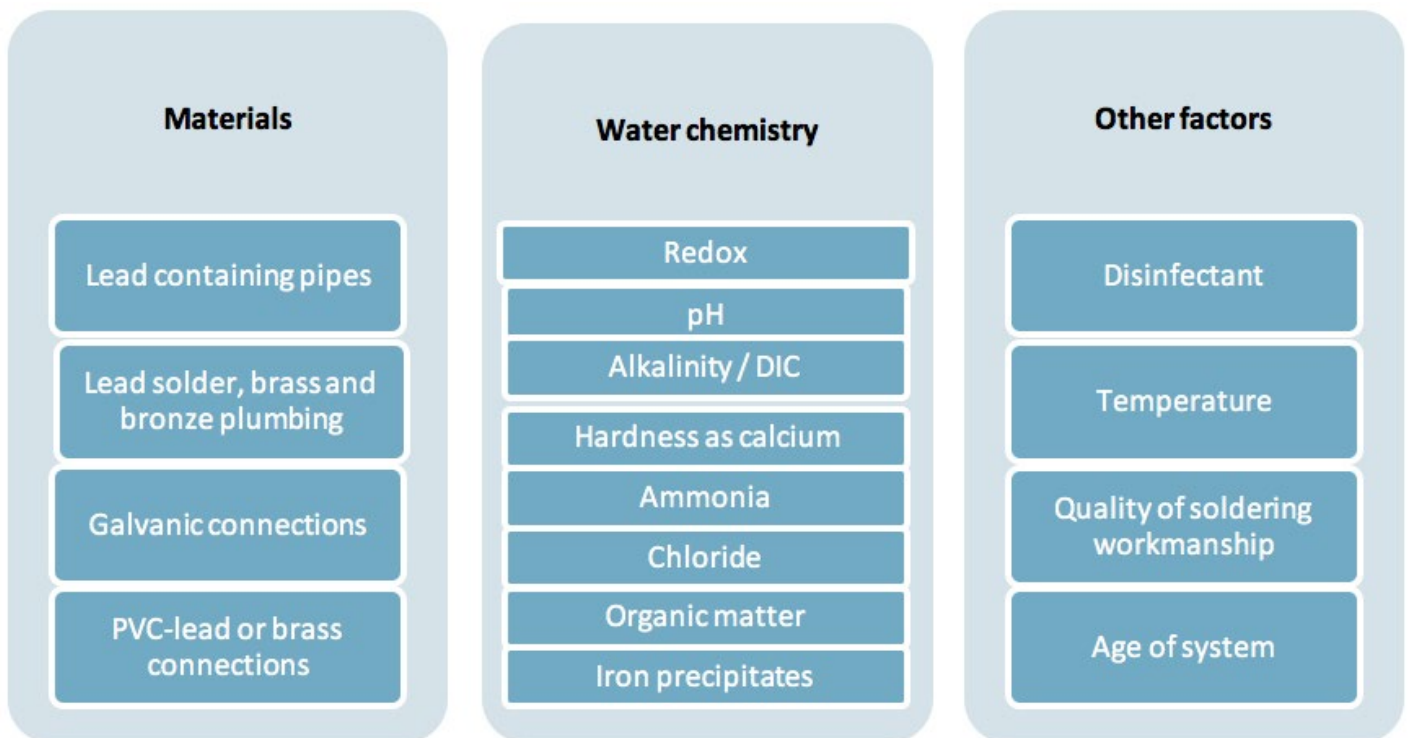 Materials
Lead containing pipes
Lead solder, brass and
bronze plumbing
Galvanic connections
PVC-lead or brass
connections
Water chemistry
Redox
pH
Alkalinity / DIC
Hardness as calcium
Ammonia
Chloride
Organic matter
Iron precipitates
Other factors
Disinfectant
Temperature
Quality of soldering
workmanship
Age of system